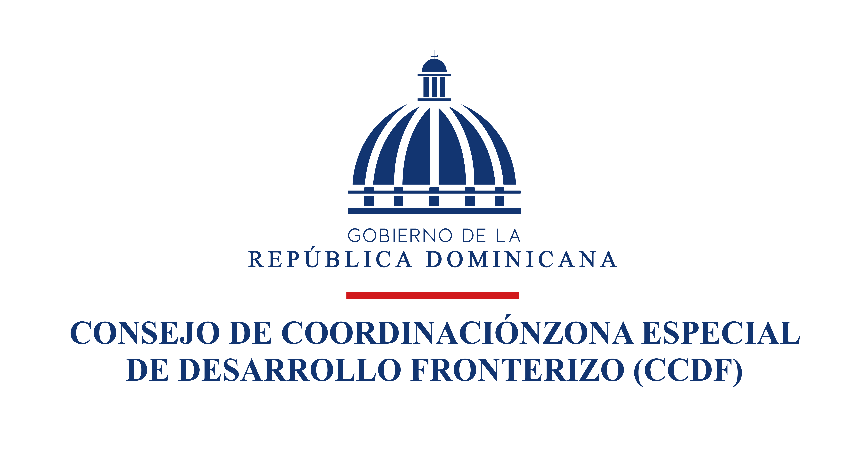 GOBIERNO DE LA
REPÚBLICA DOMINICANA
CONSEJO DE COORDINACIÓNZONA ESPECIAL
DE DESARROLLO FRONTERIZO (CCDF)